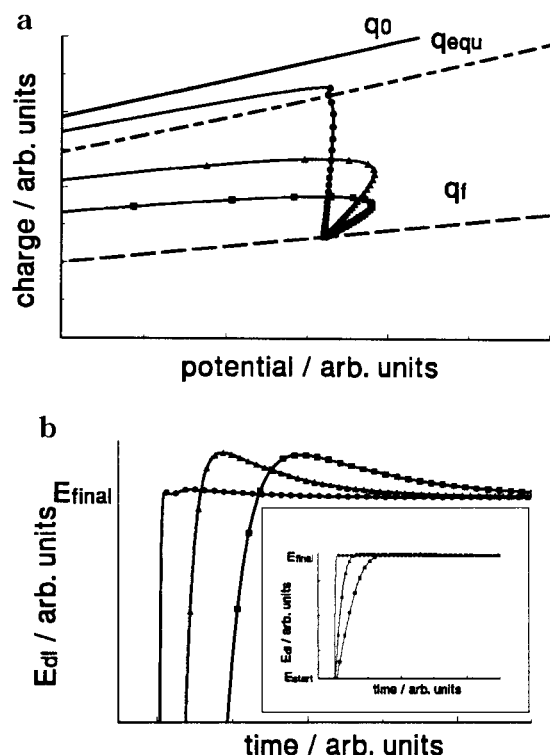 a
q0
qequ
qf
charge / arb. units
potential / arb. units
b
Efinal
Edl / arb. units
time / arb. units
Efinal
Edl / arb. units
Estart
time / arb. units